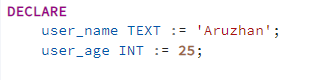 DECLARE
    user_name TEXT := 'Aruzhan';
    user_age INT := 25;